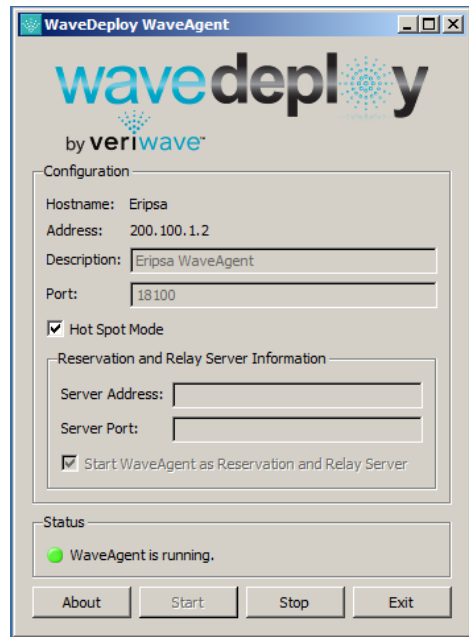 WaveDeploy WaveAgent
wavedeploy
by veriwave™
Configuration
Hostname: Eripsa
Address: 200.100.1.2
Description: Eripsa WaveAgent
Port: 18100
Hot Spot Mode
Reservation and Relay Server Information
Server Address:
Server Port:
Start WaveAgent as Reservation and Relay Server
Status
WaveAgent is running.
About Start Stop Exit